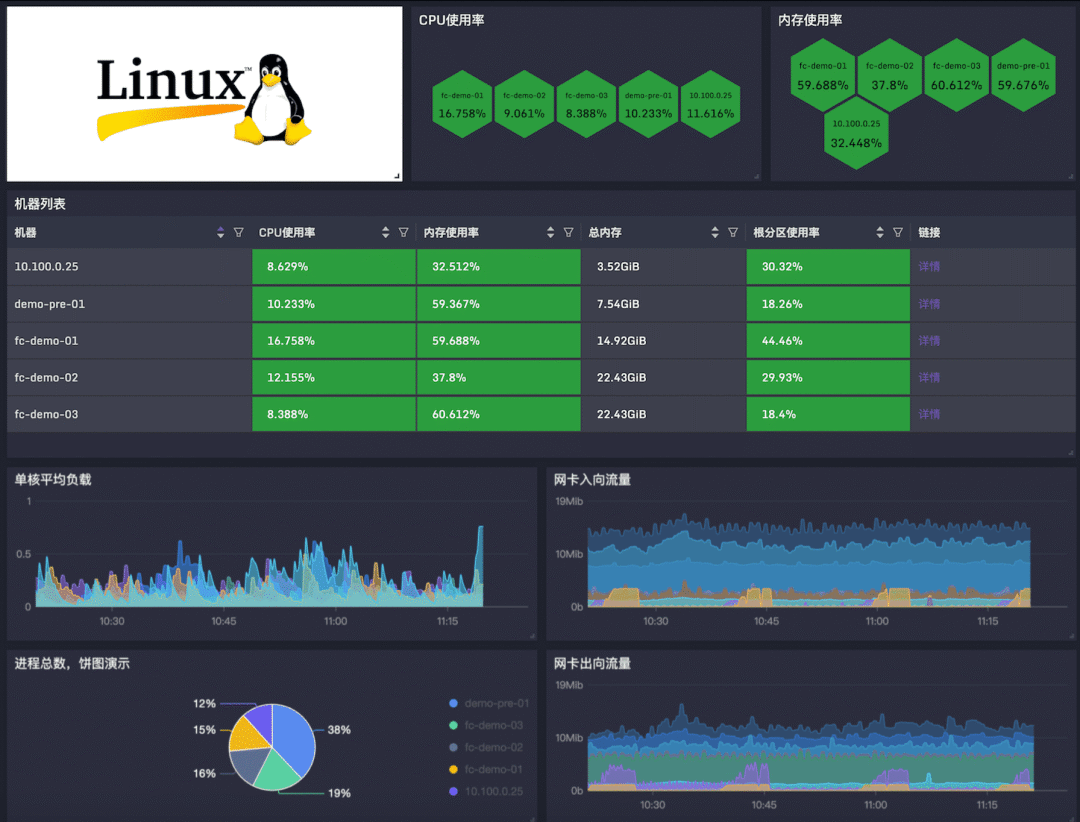 Linux™
CPU使用率
fc-demo-01
16.758%
fc-demo-02
9.061%
fc-demo-03
8.388%
demo-pre-01
10.233%
10.100.0.25
11.616%
内存使用率
fc-demo-01
59.688%
fc-demo-02
37.8%
fc-demo-03
60.612%
demo-pre-01
59.676%
10.100.0.25
32.448%
机器列表
机器 CPU使用率 内存使用率 总内存 根分区使用率 链接
10.100.0.25 8.629% 32.512% 3.52GiB 30.32% 详情
demo-pre-01 10.233% 59.367% 7.54GiB 18.26% 详情
fc-demo-01 16.758% 59.688% 14.92GiB 44.46% 详情
fc-demo-02 12.155% 37.8% 22.43GiB 29.93% 详情
fc-demo-03 8.388% 60.612% 22.43GiB 18.4% 详情
单核平均负载
1
0.5
0
10:30 10:45 11:00 11:15
网卡入向流量
19Mib
10Mib
0b
10:30 10:45 11:00 11:15
进程总数，饼图演示
12%
15%
16%
38%
19%
demo-pre-01
fc-demo-03
fc-demo-02
fc-demo-01
10.100.0.25
网卡出向流量
19Mib
10Mib
0b
10:30 10:45 11:00 11:15